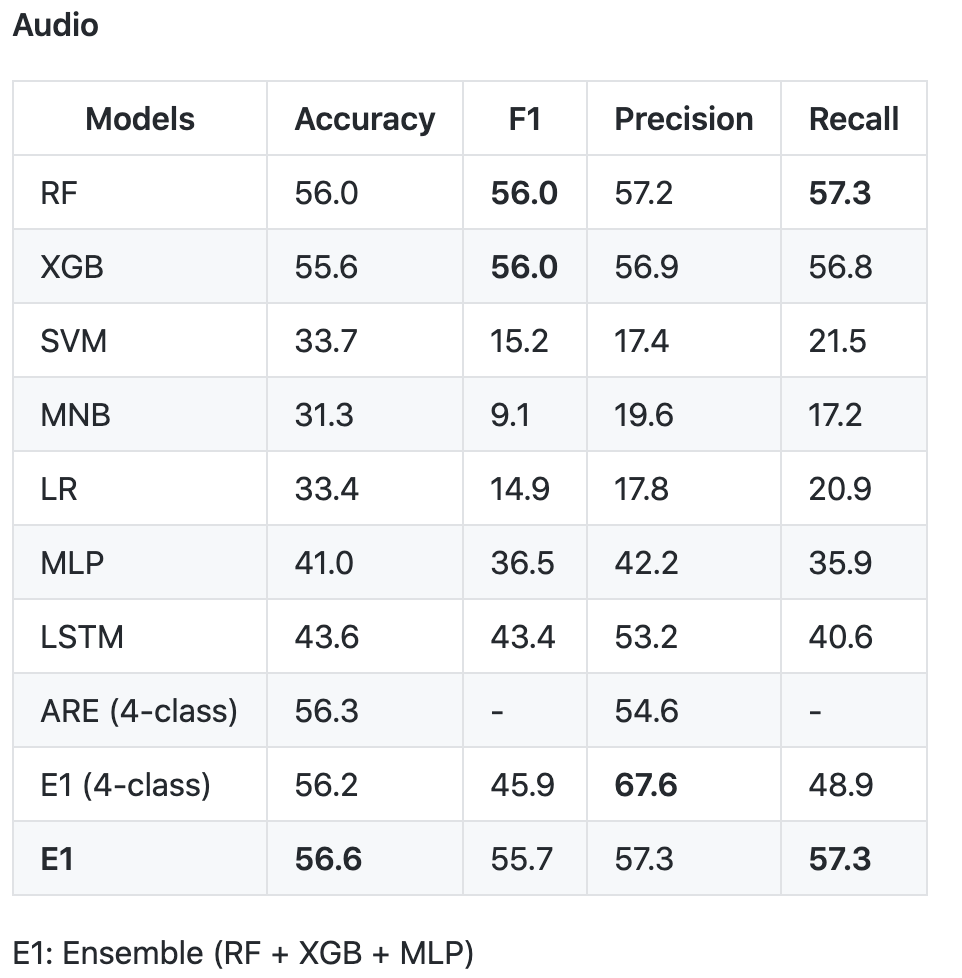 Audio
Models Accuracy F1 Precision Recall
RF 56.0 56.0 57.2 57.3
XGB 55.6 56.0 56.9 56.8
SVM 33.7 15.2 17.4 21.5
MNB 31.3 9.1 19.6 17.2
LR 33.4 14.9 17.8 20.9
MLP 41.0 36.5 42.2 35.9
LSTM 43.6 43.4 53.2 40.6
ARE (4-class) 56.3 - 54.6 -
E1 (4-class) 56.2 45.9 67.6 48.9
E1 56.6 55.7 57.3 57.3
E1: Ensemble (RF + XGB + MLP)